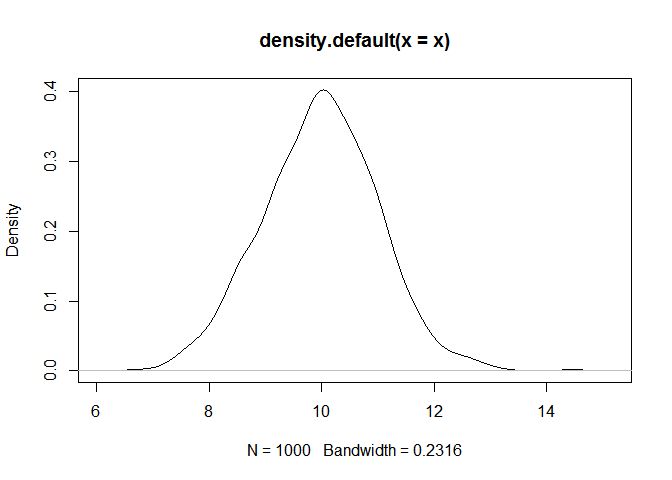 density.default(x = x)
Density
0.0
0.1
0.2
0.3
0.4
6 8 10 12 14
N = 1000 Bandwidth = 0.2316